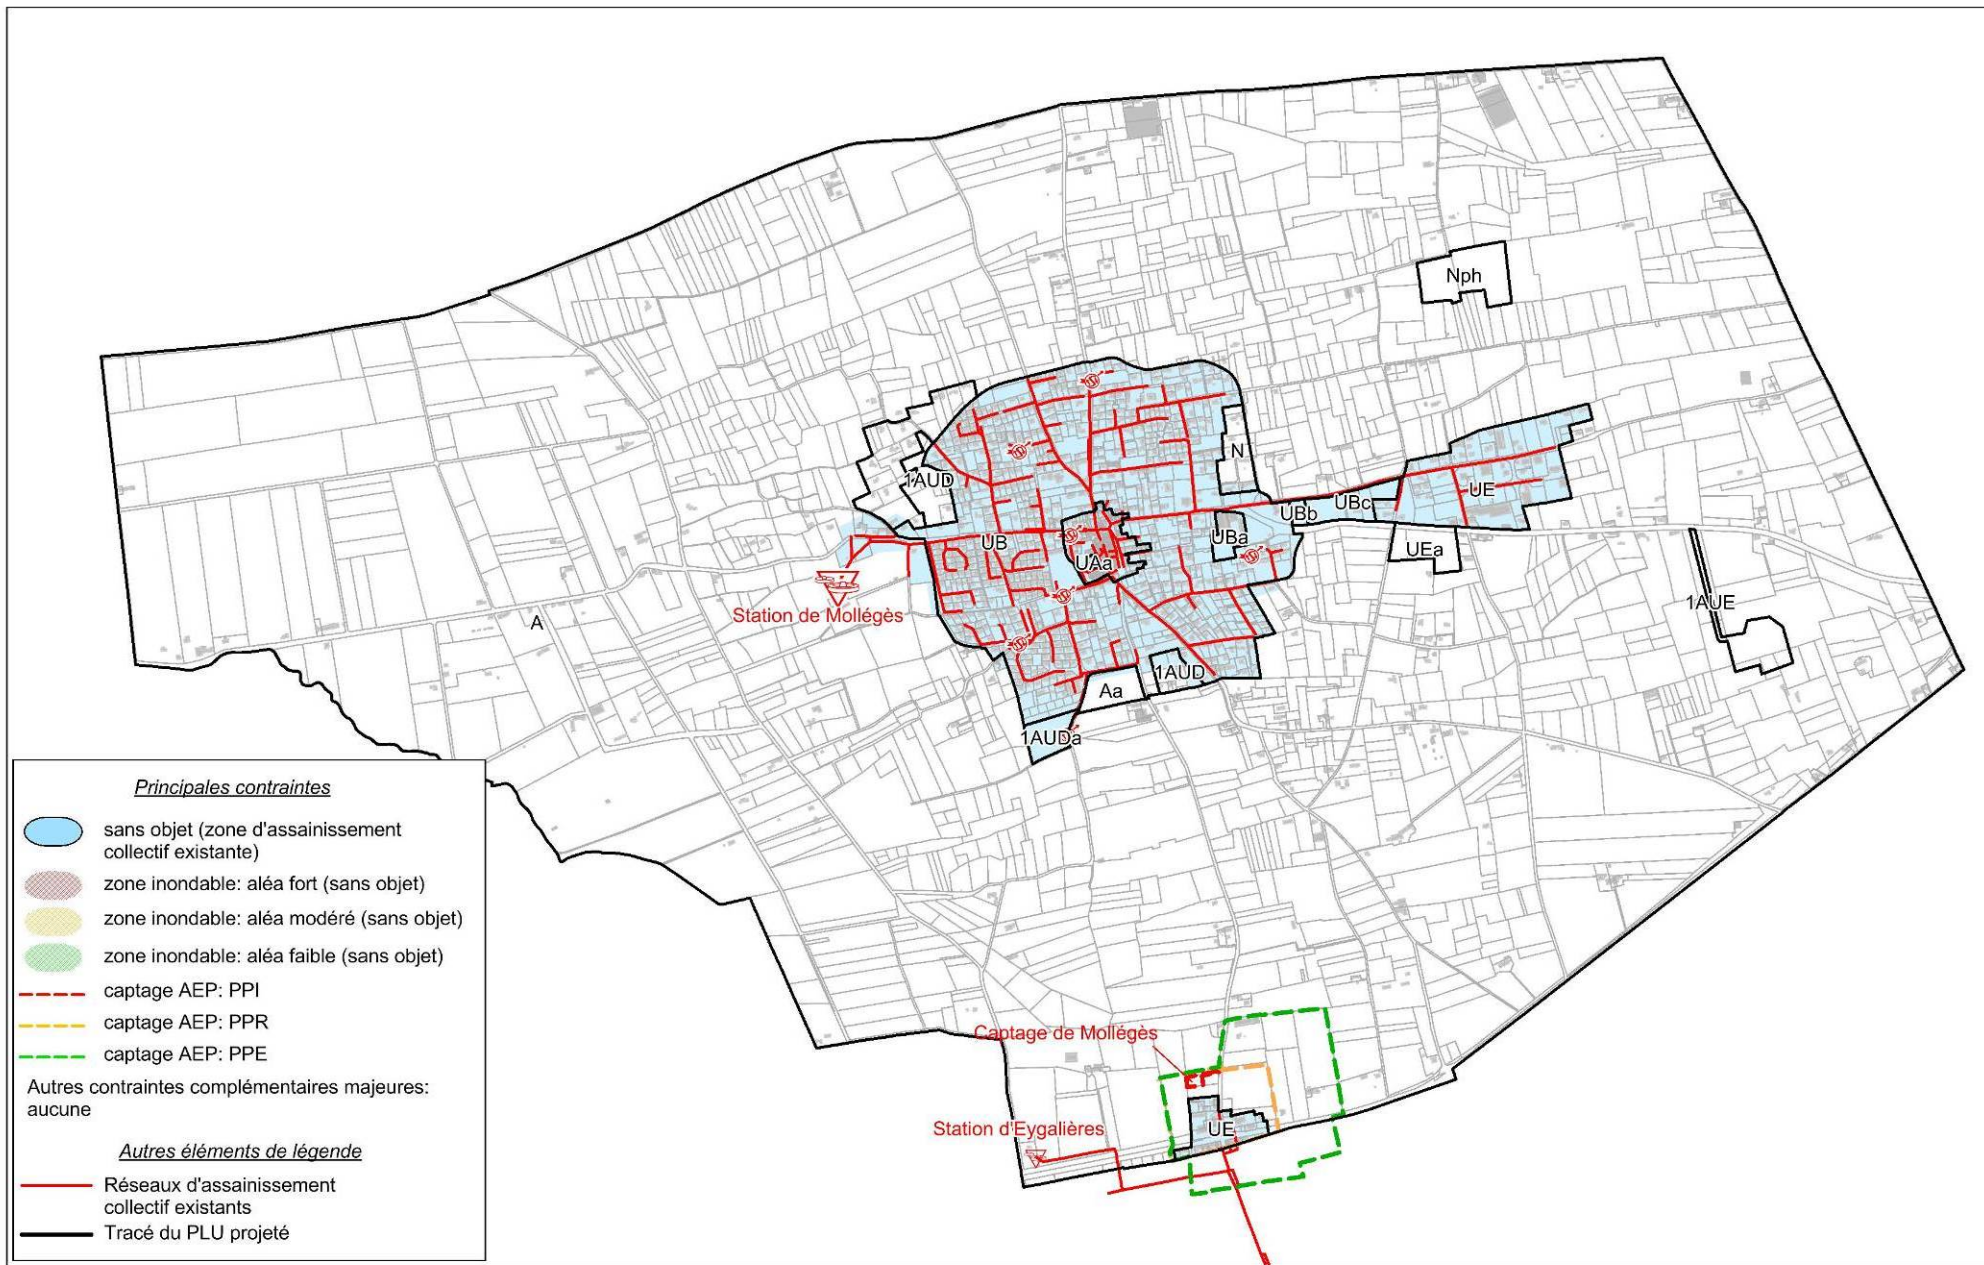 Nph
1AUD
N
UE
UBc
UBb
UBa
UB
UAa
UEa
1AUE
Station de Mollégès
A
1AUD
Aa
1AUDa
Captage de Mollégès
Station d'Eygalières
UE
Principales contraintes
sans objet (zone d'assainissement
collectif existante)
zone inondable: aléa fort (sans objet)
zone inondable: aléa modéré (sans objet)
zone inondable: aléa faible (sans objet)
captage AEP: PPI
captage AEP: PPR
captage AEP: PPE
Autres contraintes complémentaires majeures:
aucune
Autres éléments de légende
Réseaux d'assainissement
collectif existants
Tracé du PLU projeté